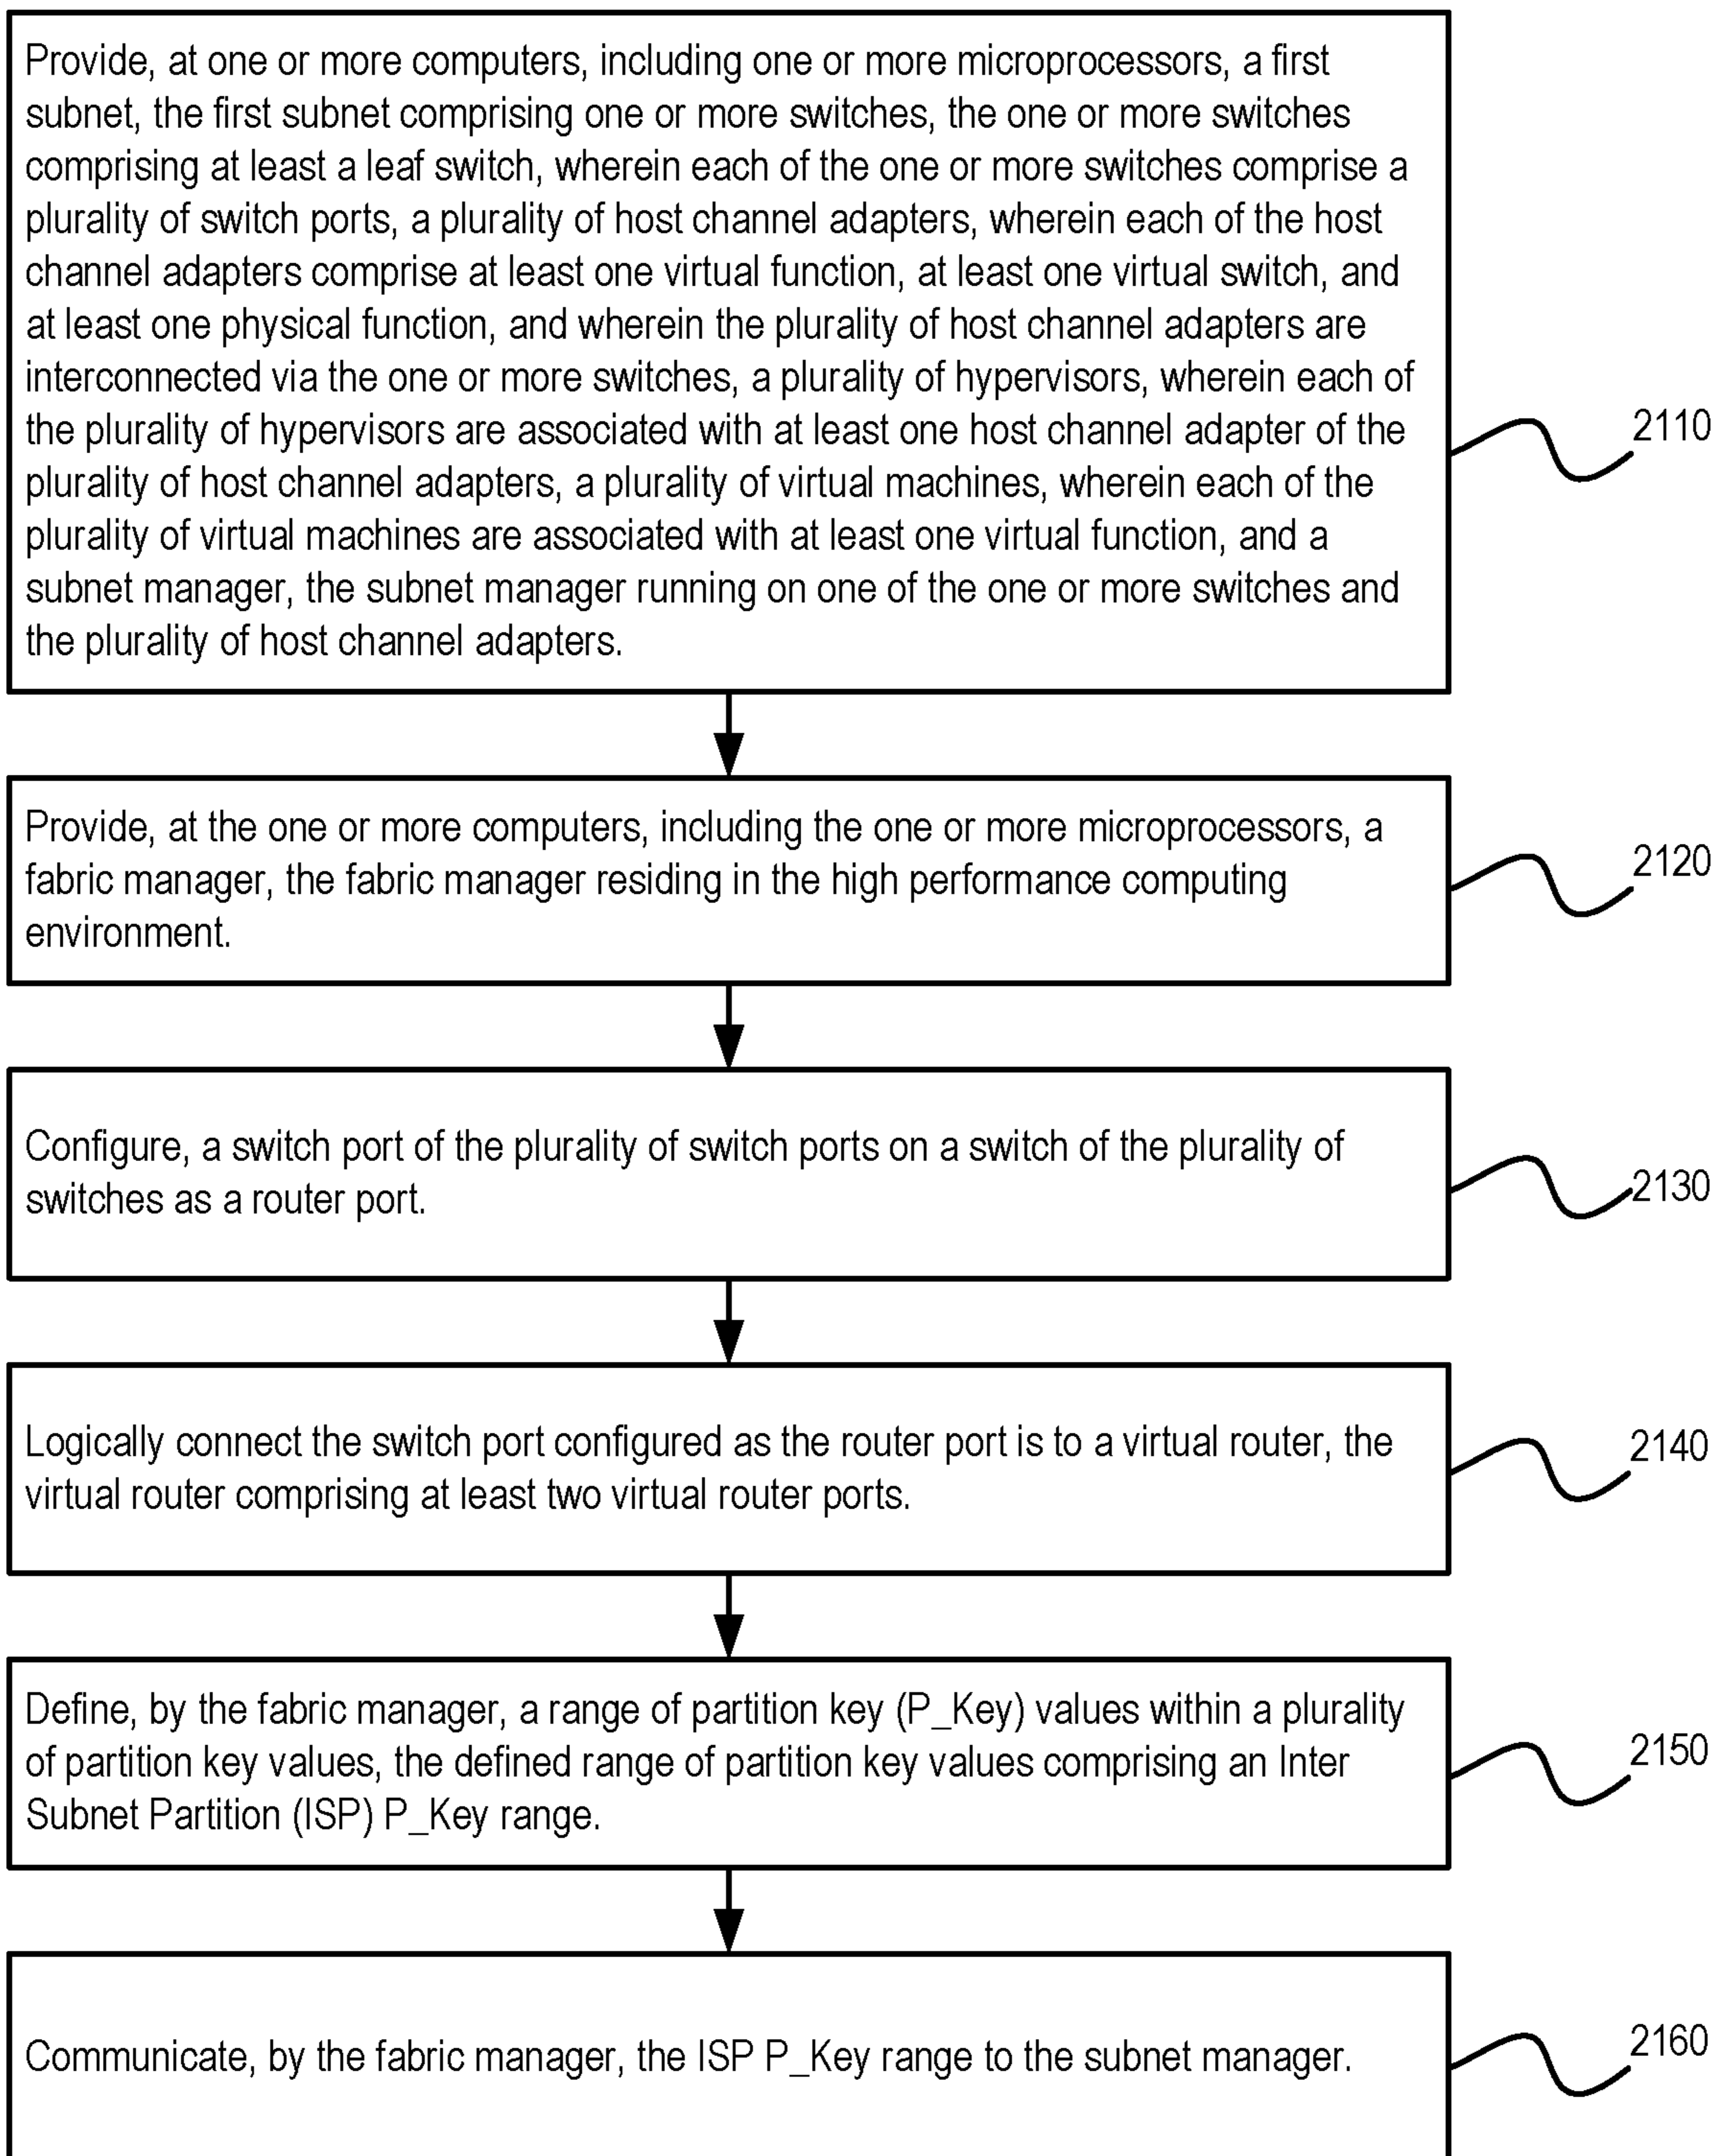 Provide, at one or more computers, including one or more microprocessors, a first
subnet, the first subnet comprising one or more switches, the one or more switches
comprising at least a leaf switch, wherein each of the one or more switches comprise a
plurality of switch ports, a plurality of host channel adapters, wherein each of the host
channel adapters comprise at least one virtual function, at least one virtual switch, and
at least one physical function, and wherein the plurality of host channel adapters are
interconnected via the one or more switches, a plurality of hypervisors, wherein each of
the plurality of hypervisors are associated with at least one host channel adapter of the
plurality of host channel adapters, a plurality of virtual machines, wherein each of the
plurality of virtual machines are associated with at least one virtual function, and a
subnet manager, the subnet manager running on one of the one or more switches and
the plurality of host channel adapters.
2110
Provide, at the one or more computers, including the one or more microprocessors, a
fabric manager, the fabric manager residing in the high performance computing
environment.
2120
Configure, a switch port of the plurality of switch ports on a switch of the plurality of
switches as a router port.
2130
Logically connect the switch port configured as the router port is to a virtual router, the
virtual router comprising at least two virtual router ports.
2140
Define, by the fabric manager, a range of partition key (P_Key) values within a plurality
of partition key values, the defined range of partition key values comprising an Inter
Subnet Partition (ISP) P_Key range.
2150
Communicate, by the fabric manager, the ISP P_Key range to the subnet manager.
2160